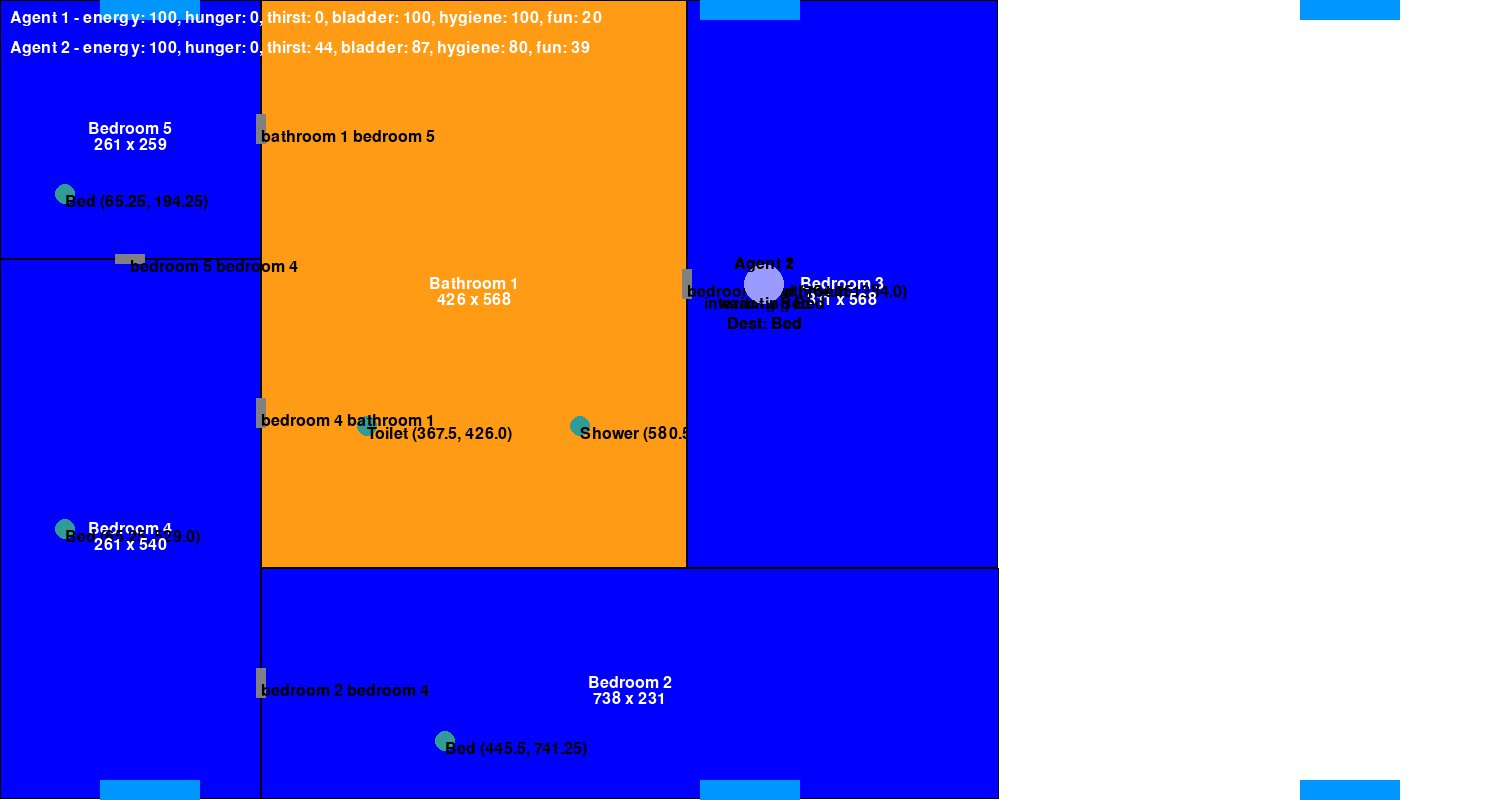 Agent 1 - energy: 100, hunger: 0, thirst: 0, bladder: 100, hygiene: 100, fun: 20
Agent 2 - energy: 100, hunger: 0, thirst: 44, bladder: 87, hygiene: 80, fun: 39
Bedroom 5
261 x 259
bathroom 1 bedroom 5
Bed (65.25, 194.25)
bedroom 5 bedroom 4
Agent
Bathroom 1
426 x 568
Bedroom 3
x 568
Dest: Bed
bedroom 4 bathroom 1
Toilet (367.5, 426.0)
Shower (580.5
Bedroom 4
261 x 540
bedroom 2 bedroom 4
Bedroom 2
738 x 231
Bed (445.5, 741.25)